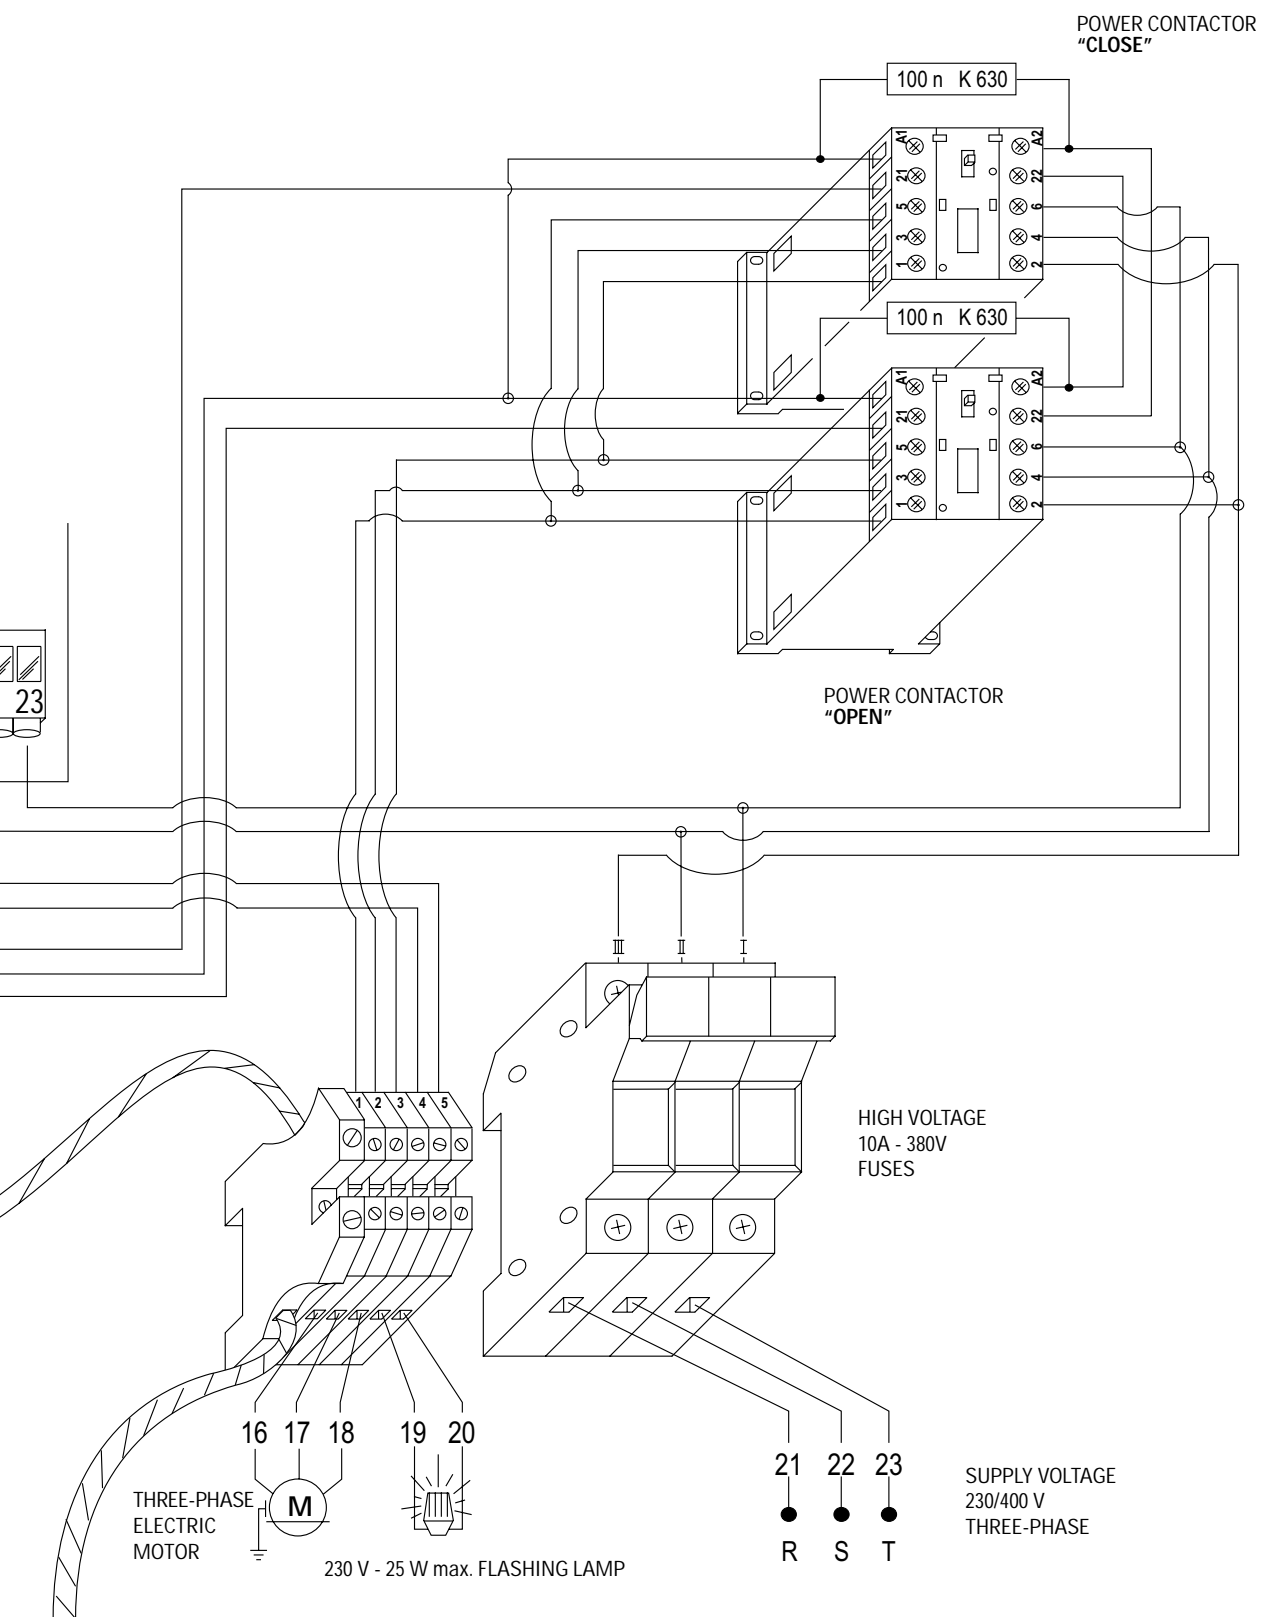 POWER CONTACTOR
“CLOSE”
100 n K 630
A1 A2
21 22
5 6
3 4
1 2
100 n K 630
A1 A2
21 22
5 6
3 4
1 2
23
POWER CONTACTOR
“OPEN”
III II I
1 2 3 4 5
HIGH VOLTAGE
10A - 380V
FUSES
16 17 18 19 20
21 22 23
SUPPLY VOLTAGE
230/400 V
THREE-PHASE
THREE-PHASE
ELECTRIC
MOTOR
M
R S T
230 V - 25 W max. FLASHING LAMP